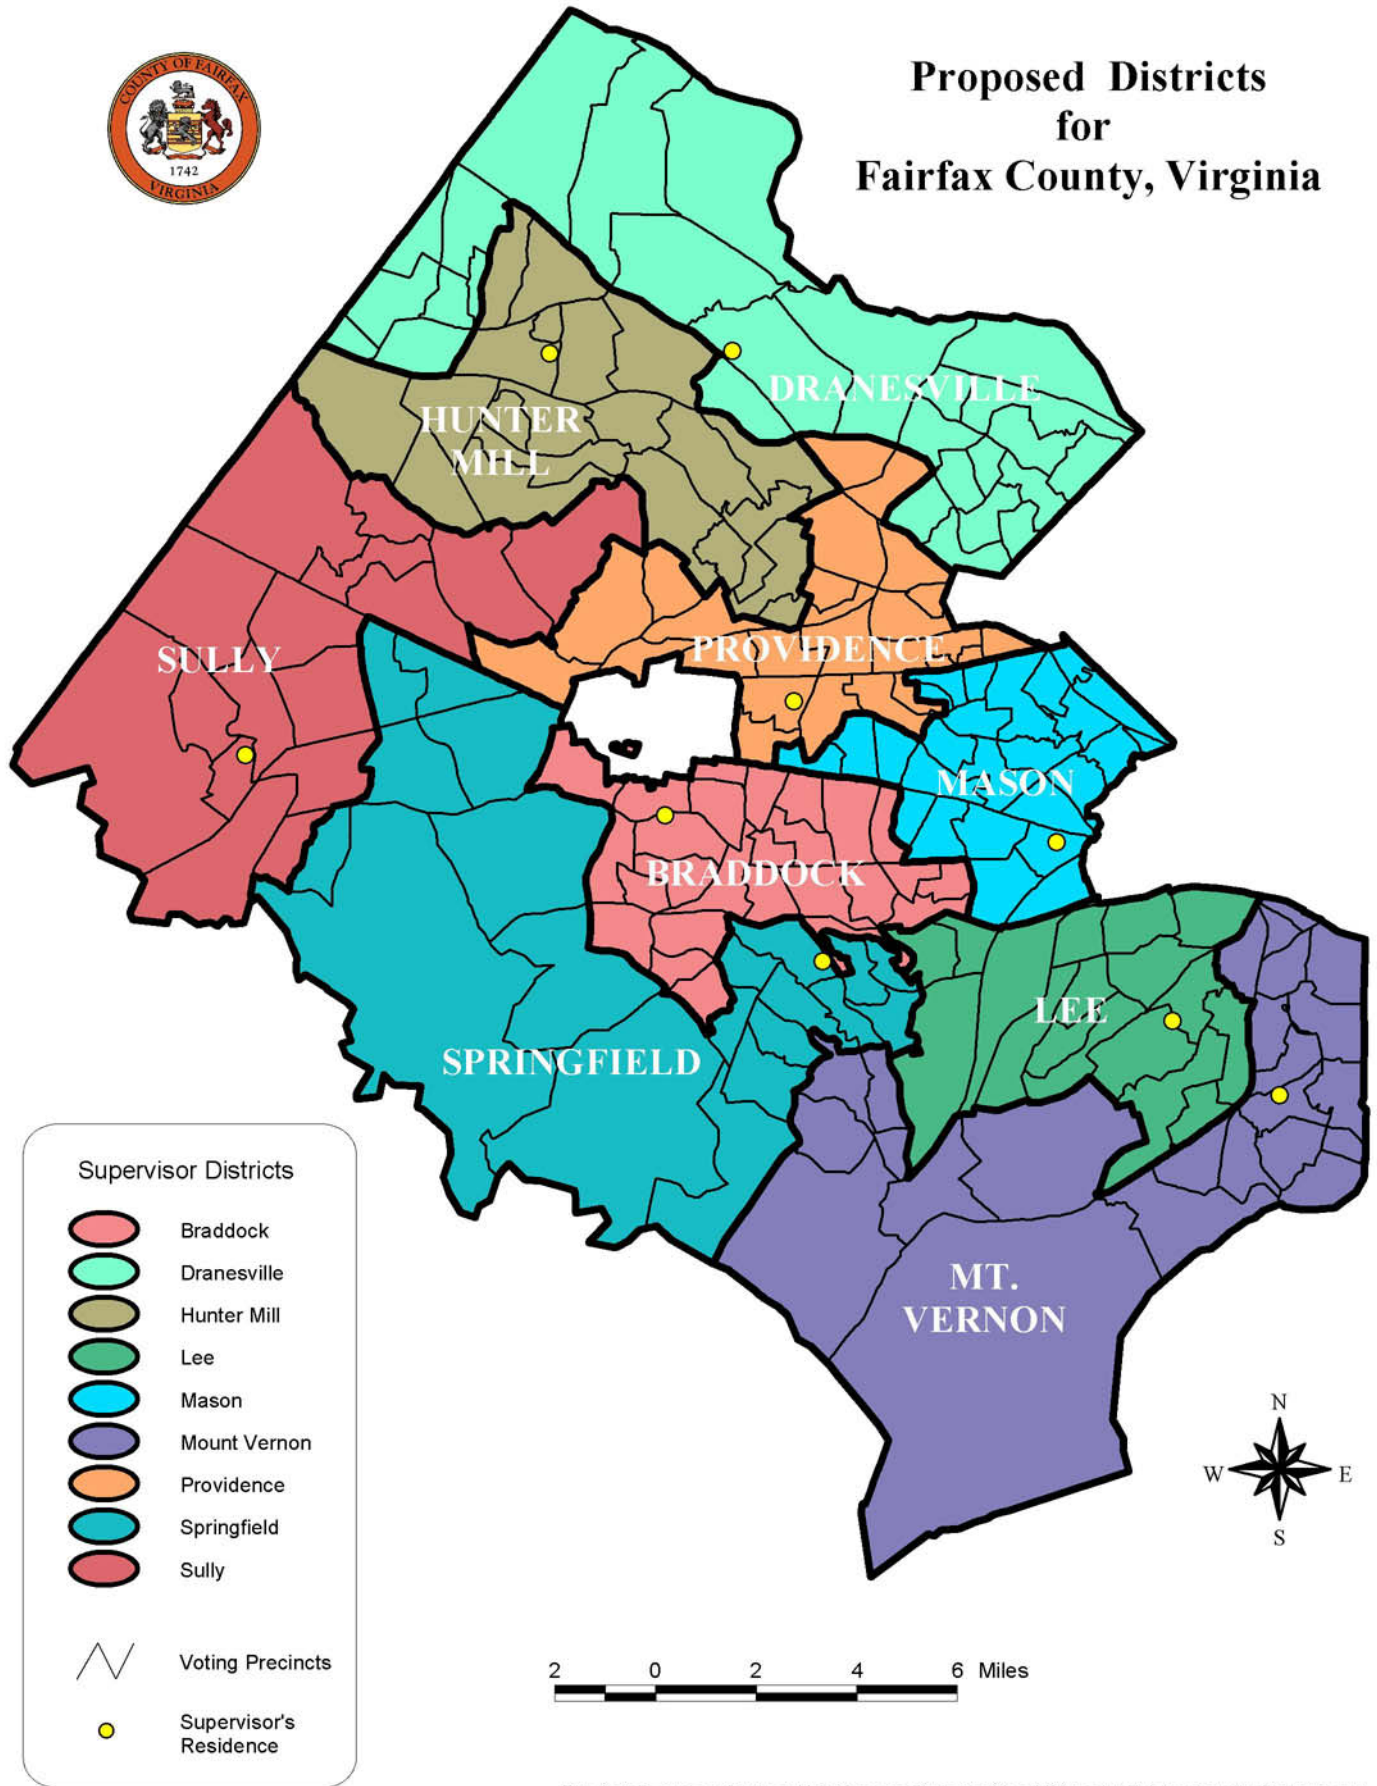 COUNTY OF FAIRFAX
1742
VIRGINIA
Proposed Districts
for
Fairfax County, Virginia
DRANESVILLE
HUNTER
MILL
PROVIDENCE
SULLY
MASON
BRADDOCK
LEE
SPRINGFIELD
MT.
VERNON
Supervisor Districts
Braddock
Dranesville
Hunter Mill
Lee
Mason
Mount Vernon
Providence
Springfield
Sully
Voting Precincts
Supervisor's
Residence
N
W E
S
2 0 2 4 6 Miles